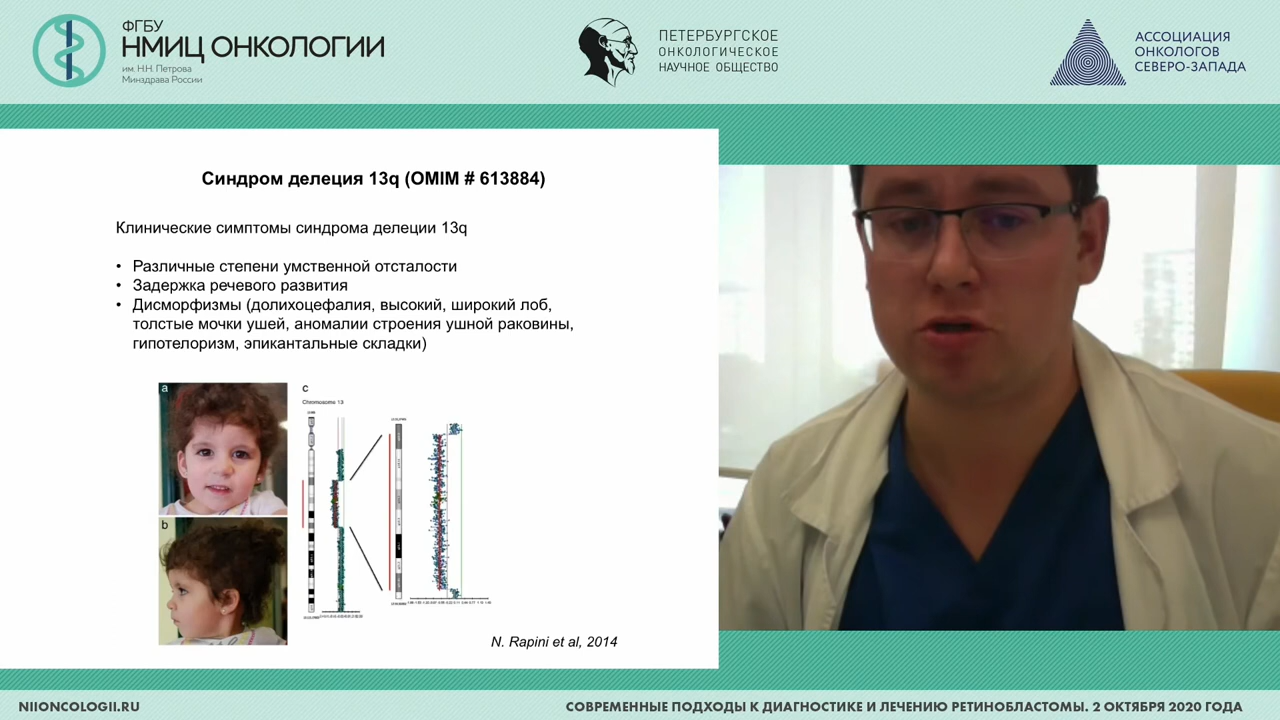 ФГБУ
НМИЦ ОНКОЛОГИИ
им. Н.Н. Петрова
Минздрава России
ПЕТЕРБУРГСКОЕ
ОНКОЛОГИЧЕСКОЕ
НАУЧНОЕ ОБЩЕСТВО
АССОЦИАЦИЯ
ОНКОЛОГОВ
СЕВЕРО-ЗАПАДА
Синдром делеция 13q (OMIM # 613884)
Клинические симптомы синдрома делеции 13q
• Различные степени умственной отсталости
• Задержка речевого развития
• Дисморфизмы (долихоцефалия, высокий, широкий лоб,
толстые мочки ушей, аномалии строения ушной раковины,
гипотелоризм, эпикантальные складки)
a
b
c
Chromosome 13
N. Rapini et al, 2014
NIIONCOLOGII.RU
СОВРЕМЕННЫЕ ПОДХОДЫ К ДИАГНОСТИКЕ И ЛЕЧЕНИЮ РЕТИНОБЛАСТОМЫ. 2 ОКТЯБРЯ 2020 ГОДА